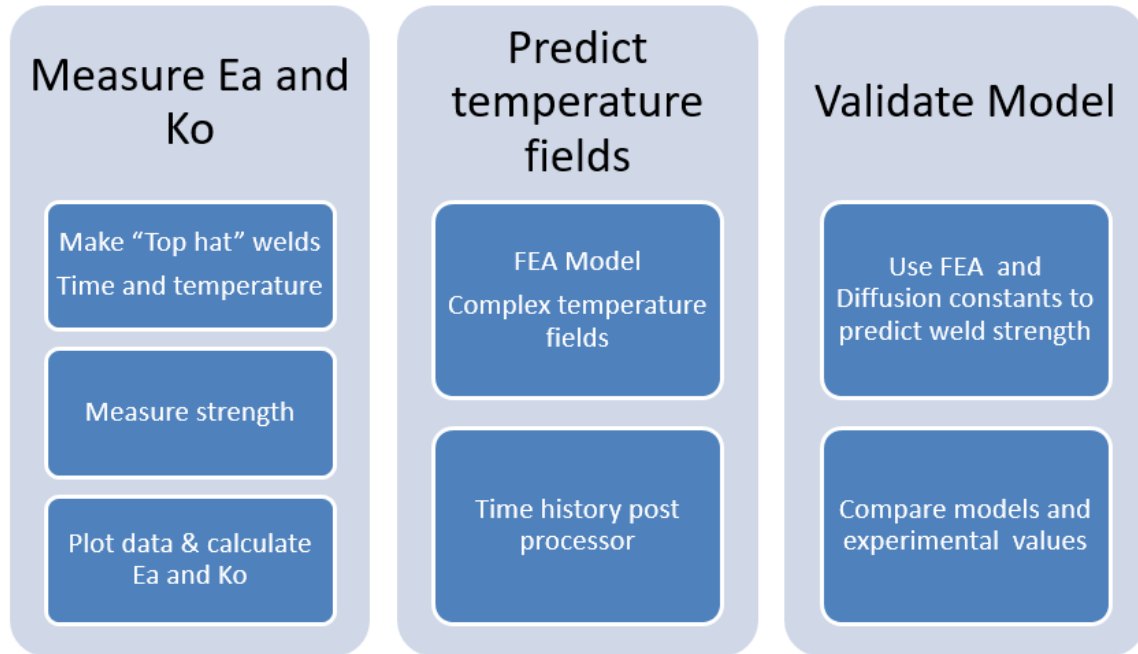 Measure Ea and
Ko
Make “Top hat” welds
Time and temperature
Measure strength
Plot data & calculate
Ea and Ko
Predict
temperature
fields
FEA Model
Complex temperature
fields
Time history post
processor
Validate Model
Use FEA and
Diffusion constants to
predict weld strength
Compare models and
experimental values